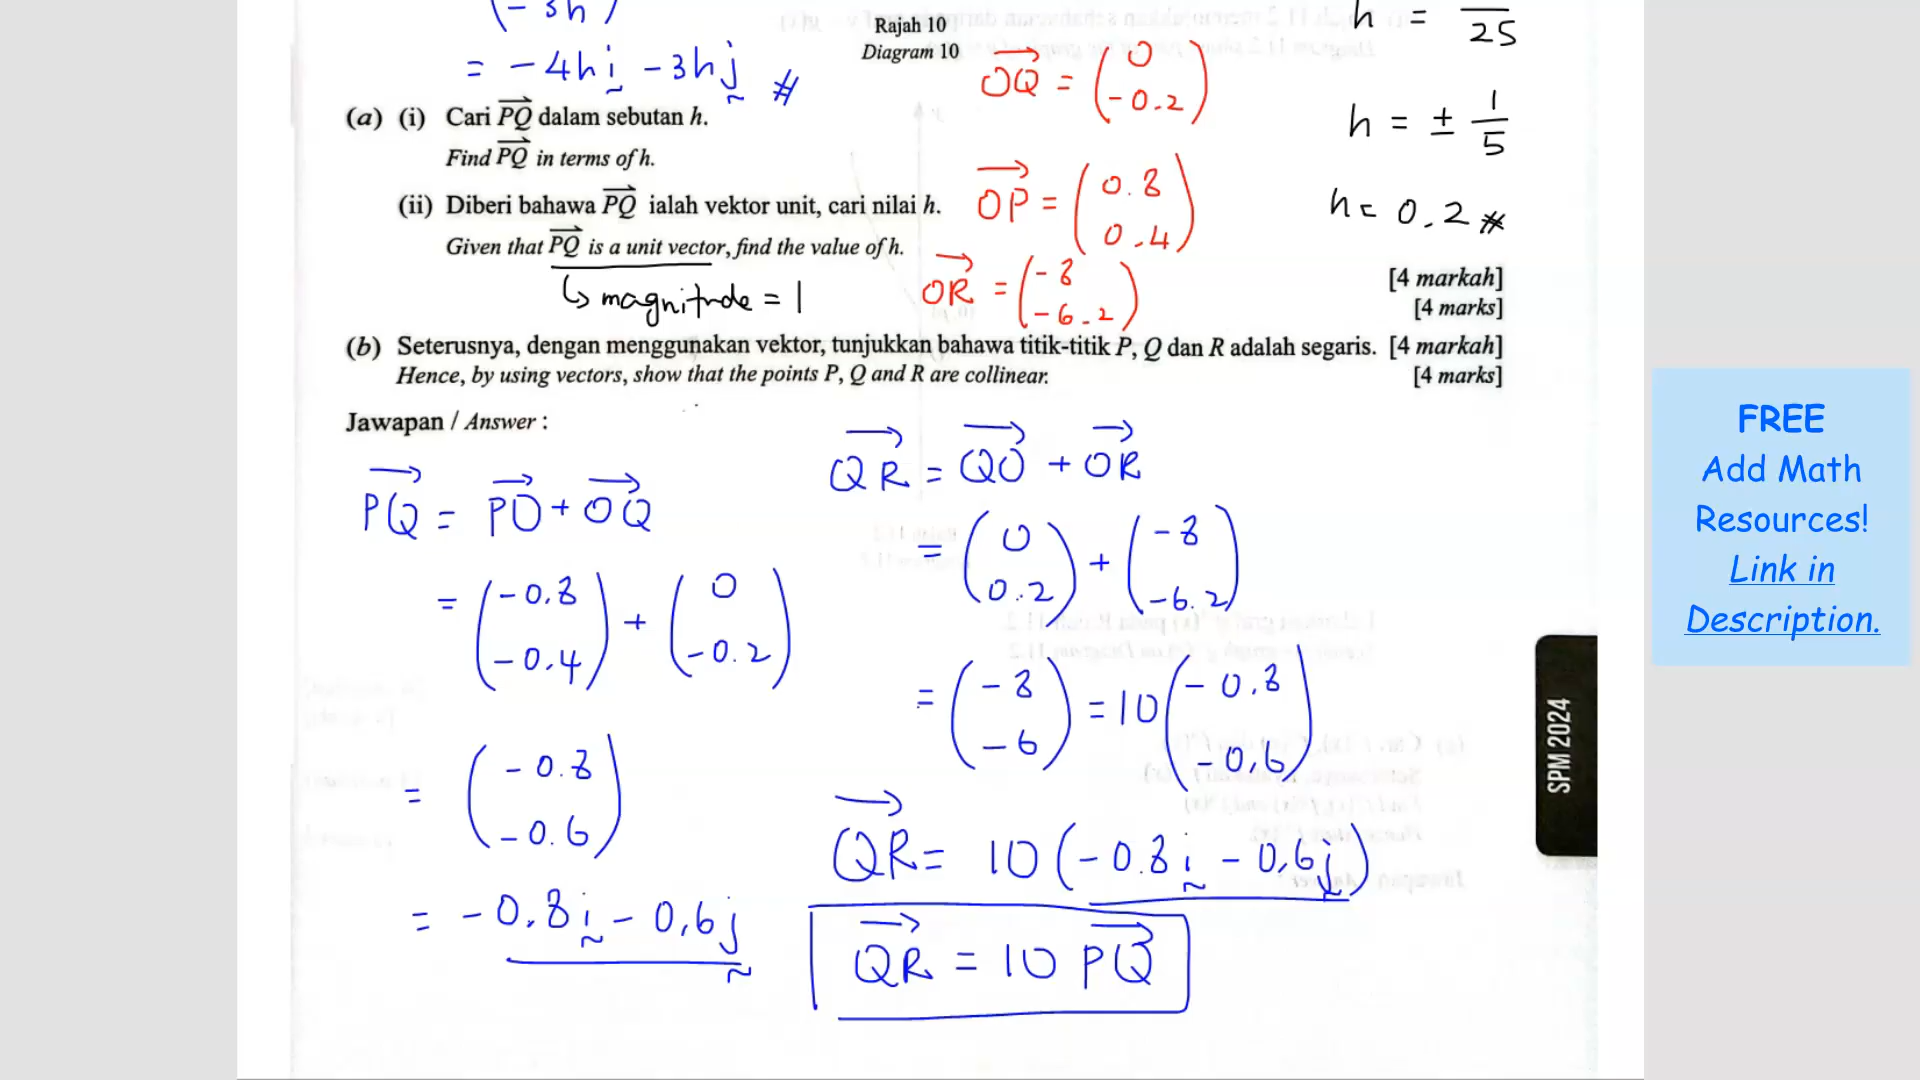 (-3h)
= -4hi - 3hj #
Rajah 10
Diagram 10
h = — 25
h = ± 1/5
h = 0.2 #
OQ = (0 -0.2)
OP = (0.8 0.4)
OR = (-8 -6.2)
(a) (i) Cari PQ dalam sebutan h.
Find PQ in terms of h.
(ii) Diberi bahawa PQ ialah vektor unit, cari nilai h.
Given that PQ is a unit vector, find the value of h.
↳ magnitude = 1
[4 markah]
[4 marks]
(b) Seterusnya, dengan menggunakan vektor, tunjukkan bahawa titik-titik P, Q dan R adalah segaris. [4 markah]
Hence, by using vectors, show that the points P, Q and R are collinear. [4 marks]
Jawapan / Answer :
PQ = PO + OQ
= (-0.8 -0.4) + (0 -0.2)
= (-0.8 -0.6)
= -0.8i - 0.6j
QR = QO + OR
= (0 0.2) + (-8 -6.2)
= (-8 -6) = 10(-0.8 -0.6)
QR = 10(-0.8i - 0.6j)
QR = 10 PQ
SPM 2024
FREE
Add Math
Resources!
Link in
Description.